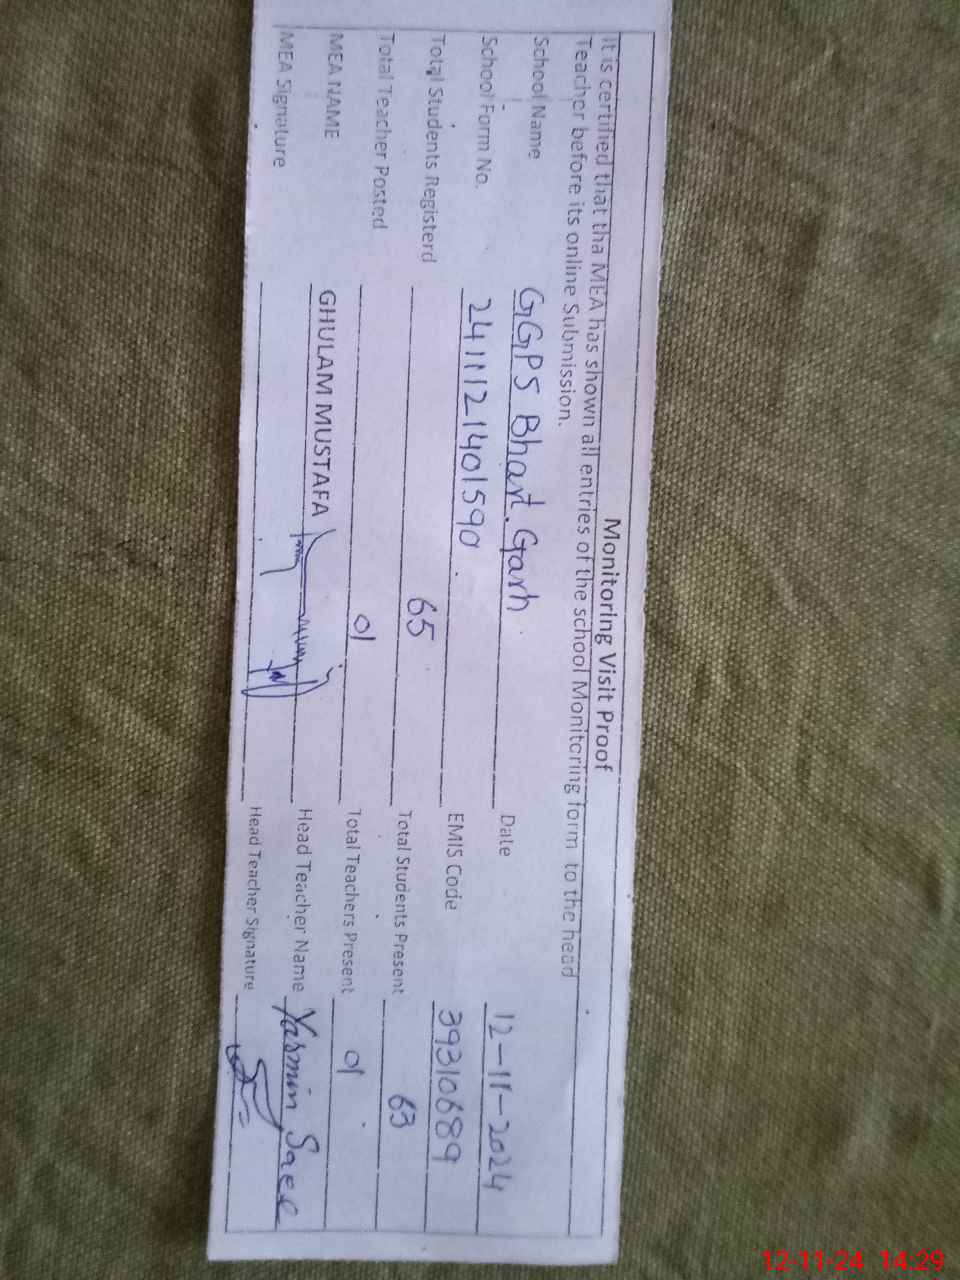 Monitoring Visit Proof
It is certified that tha MEA has shown all entries of the school Monitoring form to the head
Teacher before its online Submission.
School Name GGPS Bhart Garh Date 12-11-2024
School Form No. 2411121401590 EMIS Code 39310689
Total Students Registerd 65 Total Students Present 63
Total Teacher Posted 01 Total Teachers Present 01
MEA NAME GHULAM MUSTAFA Head Teacher Name Yasmin Saee
MEA Signature Head Teacher Signature
12-11-24 14:29